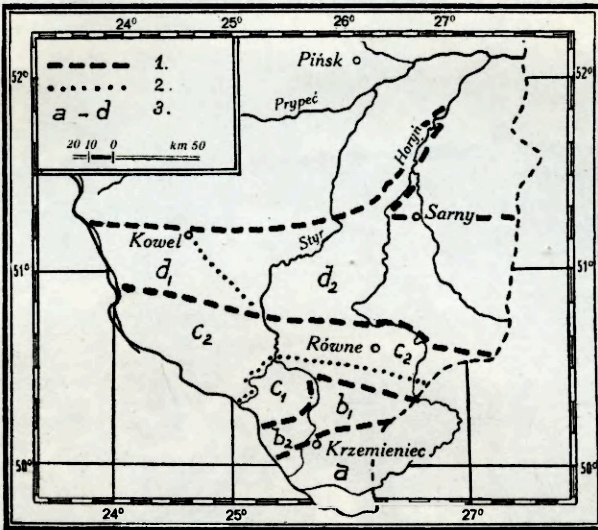 24° 25° 26° 27°
1.
2.
a - d 3.
20 10 0 km 50
Pińsk
52° 52°
Prypeć
Horyń
Sarny
Kowel
Styr
51° 51°
d1 d2
c2
Równe c2
c1
b1
b2
Krzemieniec
50° a 50°
24° 25° 26° 27°